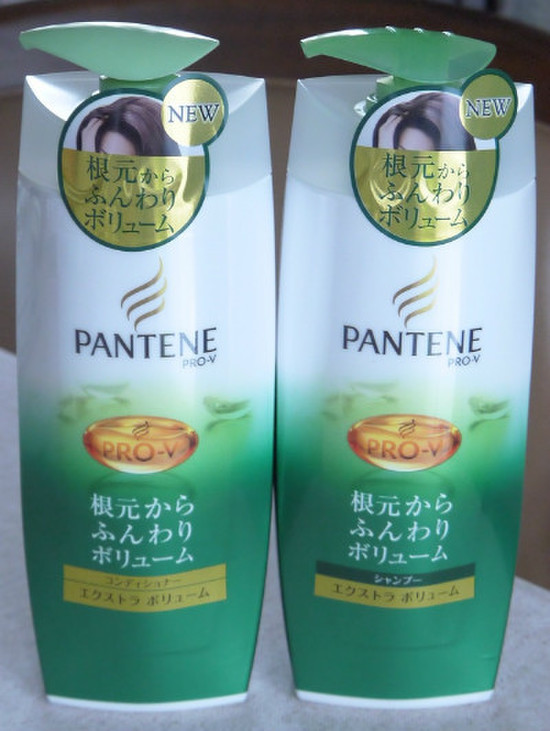 NEW
根元から
ふんわり
ボリューム
PANTENE
PRO-V
PRO-V
根元から
ふんわり
ボリューム
コンディショナー
エクストラ ボリューム
NEW
根元から
ふんわり
ボリューム
PANTENE
PRO-V
PRO-V
根元から
ふんわり
ボリューム
シャンプー
エクストラ ボリューム